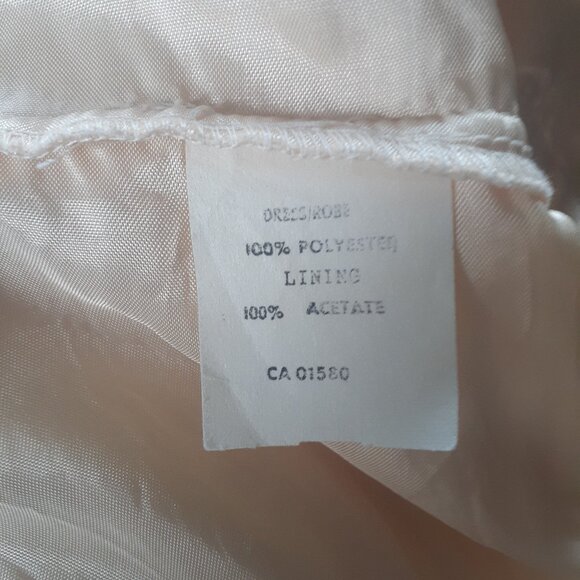 DRESS/ROBE
100% POLYESTER
LINING
100% ACETATE
CA 01580